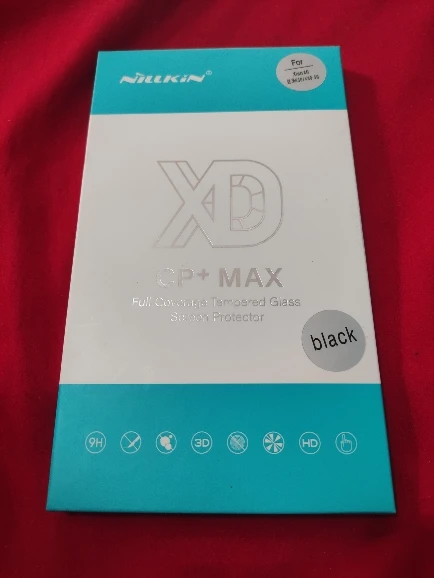 NILLKIN®
For
XD
CP+ MAX
Full Coverage Tempered Glass
Screen Protector
black
9H
3D
HD